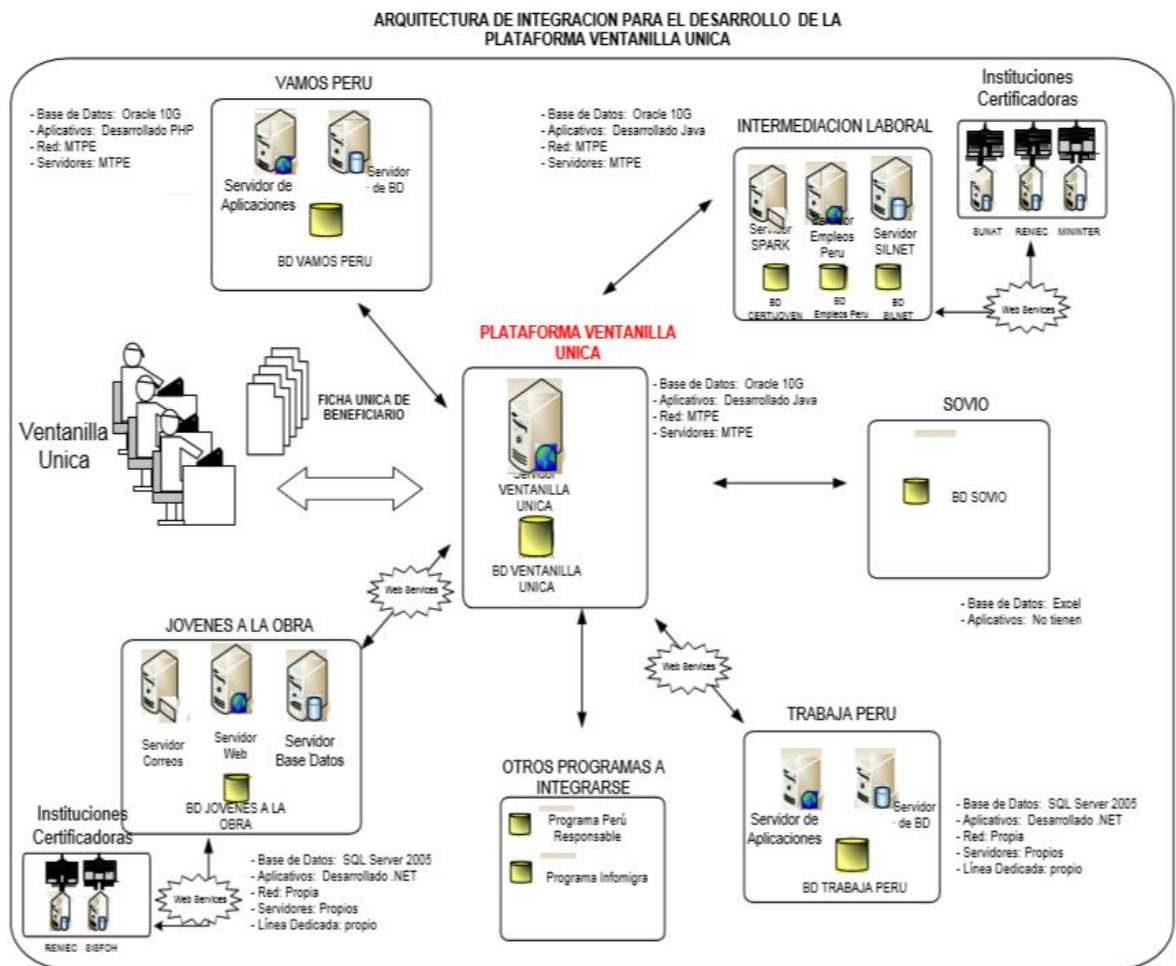 ARQUITECTURA DE INTEGRACION PARA EL DESARROLLO DE LA
PLATAFORMA VENTANILLA UNICA
VAMOS PERU
- Base de Datos: Oracle 10G
- Aplicativos: Desarrollado PHP
- Red: MTPE
- Servidores: MTPE
Servidor de
Aplicaciones
Servidor
de BD
BD VAMOS PERU
- Base de Datos: Oracle 10G
- Aplicativos: Desarrollado Java
- Red: MTPE
- Servidores: MTPE
INTERMEDIACION LABORAL
Servidor
SPARK
Servidor
Empleos
Peru
Servidor
SILNET
BD
CERTIJOVEN
BD
Empleos Peru
BD
SILNET
Instituciones
Certificadoras
SUNAT
RENIEC
MININTER
Web Services
PLATAFORMA VENTANILLA
UNICA
- Base de Datos: Oracle 10G
- Aplicativos: Desarrollado Java
- Red: MTPE
- Servidores: MTPE
Servidor
VENTANILLA
UNICA
BD VENTANILLA
UNICA
Ventanilla
Unica
FICHA UNICA DE
BENEFICIARIO
SOVIO
BD SOVIO
- Base de Datos: Excel
- Aplicativos: No tienen
Web Services
JOVENES A LA OBRA
Servidor
Correos
Servidor
Web
Servidor
Base Datos
BD JOVENES A LA
OBRA
Instituciones
Certificadoras
RENIEC
SISFOH
Web Services
- Base de Datos: SQL Server 2005
- Aplicativos: Desarrollado .NET
- Red: Propia
- Servidores: Propios
- Línea Dedicada: propio
OTROS PROGRAMAS A
INTEGRARSE
Programa Perú
Responsable
Programa Infomigra
Web Services
TRABAJA PERU
Servidor de
Aplicaciones
Servidor
de BD
BD TRABAJA PERU
- Base de Datos: SQL Server 2005
- Aplicativos: Desarrollado .NET
- Red: Propia
- Servidores: Propios
- Línea Dedicada: propio